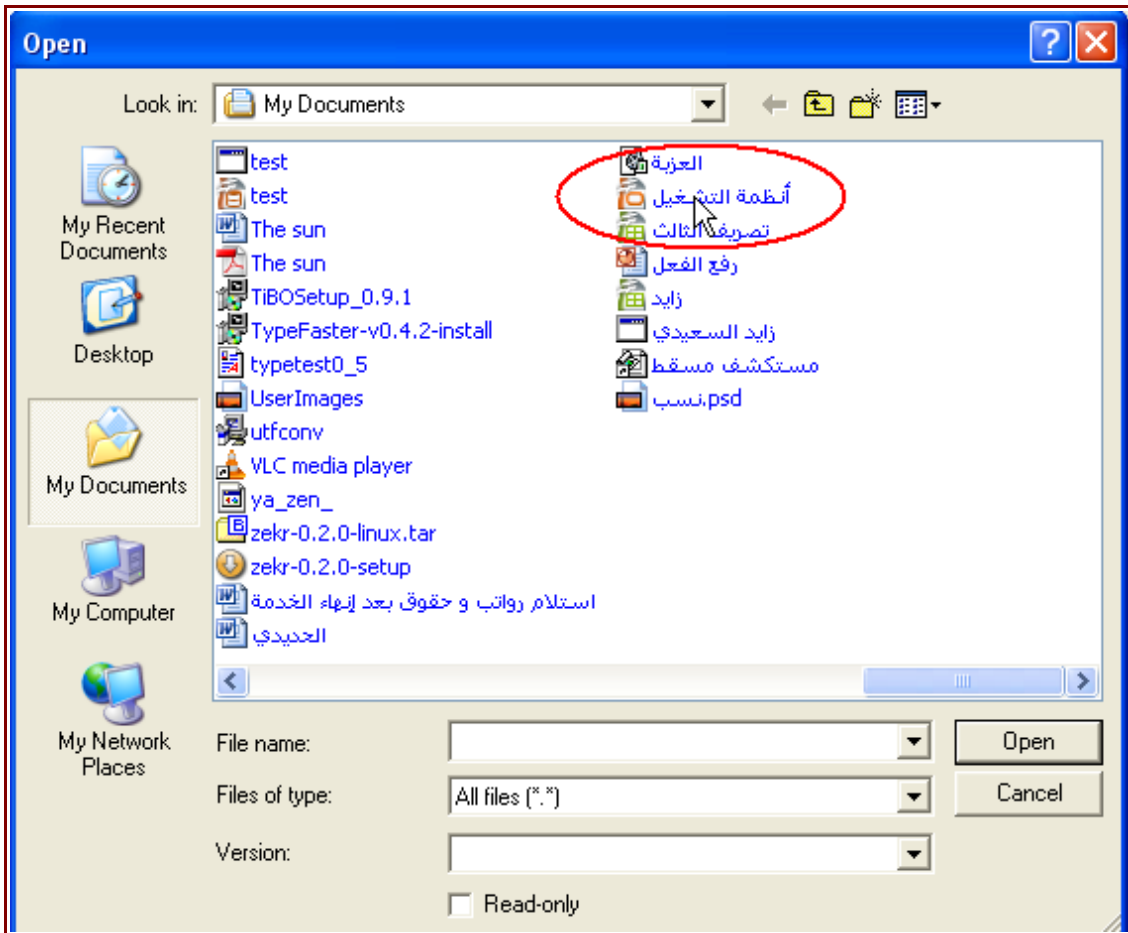 Open
Look in:
My Documents
My Recent
Documents
Desktop
My Documents
My Computer
My Network
Places
test
test
The sun
The sun
TiBOSetup_0.9.1
TypeFaster-v0.4.2-install
typetest0_5
UserImages
utfconv
VLC media player
ya_zen_
zekr-0.2.0-linux.tar
zekr-0.2.0-setup
استلام رواتب و حقوق بعد إنهاء الخدمة
الحديدي
العزبة
أنظمة التشغيل
تصريف الثالث
رفع الفعل
زايد
زايد السعيدي
مستكشف مسقط
نسب.psd
File name:
Open
Files of type:
All files (*.*)
Cancel
Version:
Read-only